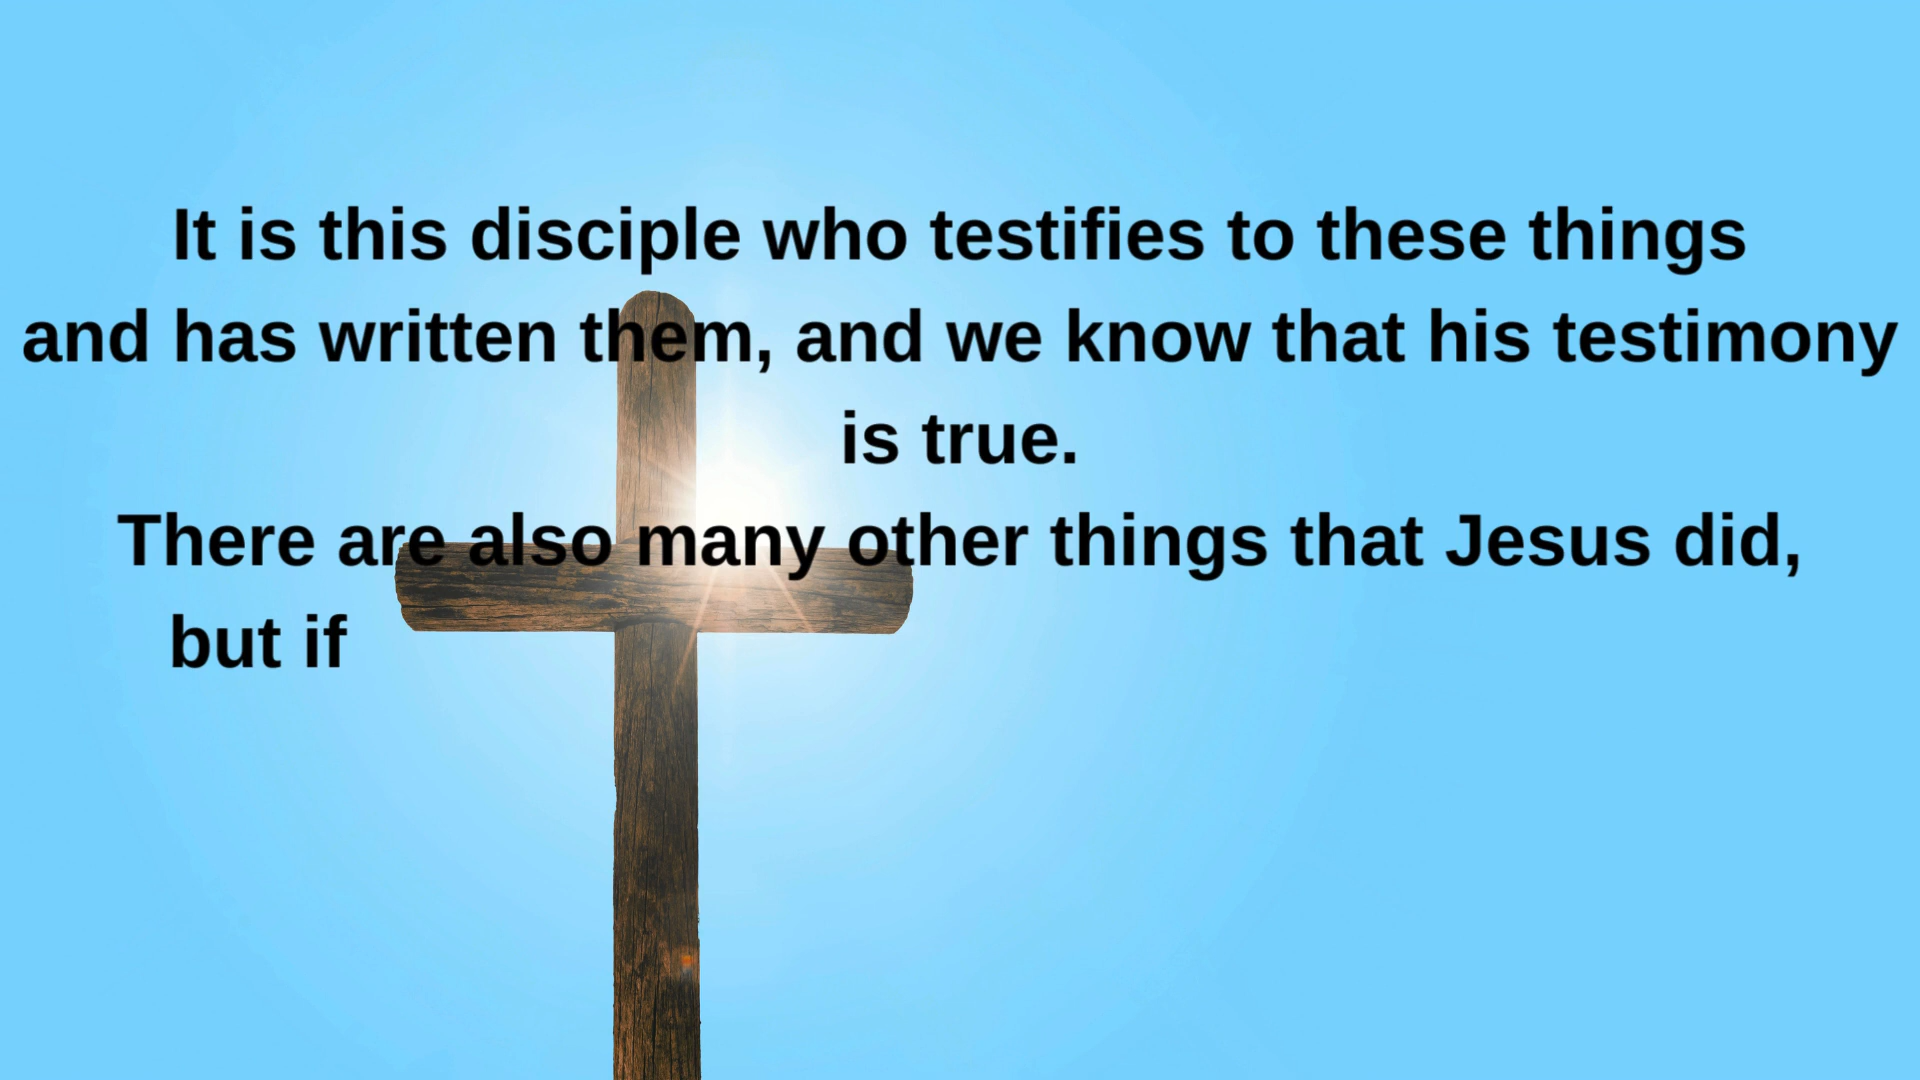 It is this disciple who testifies to these things
and has written them, and we know that his testimony
is true.
There are also many other things that Jesus did,
but if